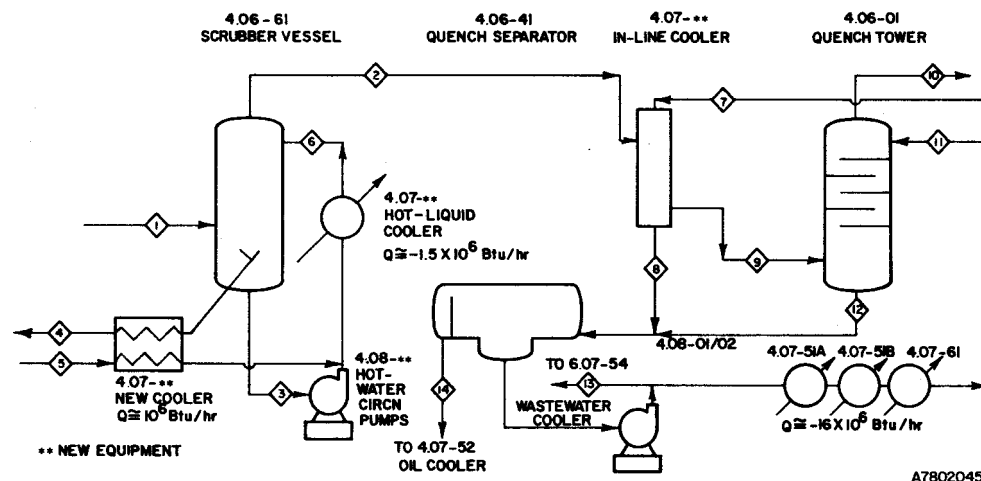 4.06-61
SCRUBBER VESSEL
4.06-41
QUENCH SEPARATOR
4.07-**
IN-LINE COOLER
4.06-01
QUENCH TOWER
2
10
7
6
11
4.07-**
HOT-LIQUID
COOLER
Q≅-1.5 X 10⁶ Btu/hr
1
9
8
4
12
4.08-01/02
5
4.07-**
NEW COOLER
Q≅10⁶ Btu/hr
3
4.08-**
HOT-
WATER
CIRCN
PUMPS
14
TO 6.07-54
13
WASTEWATER
COOLER
4.07-51A
4.07-51B
4.07-61
Q≅-16 X 10⁶ Btu/hr
TO 4.07-52
OIL COOLER
** NEW EQUIPMENT
A7802045